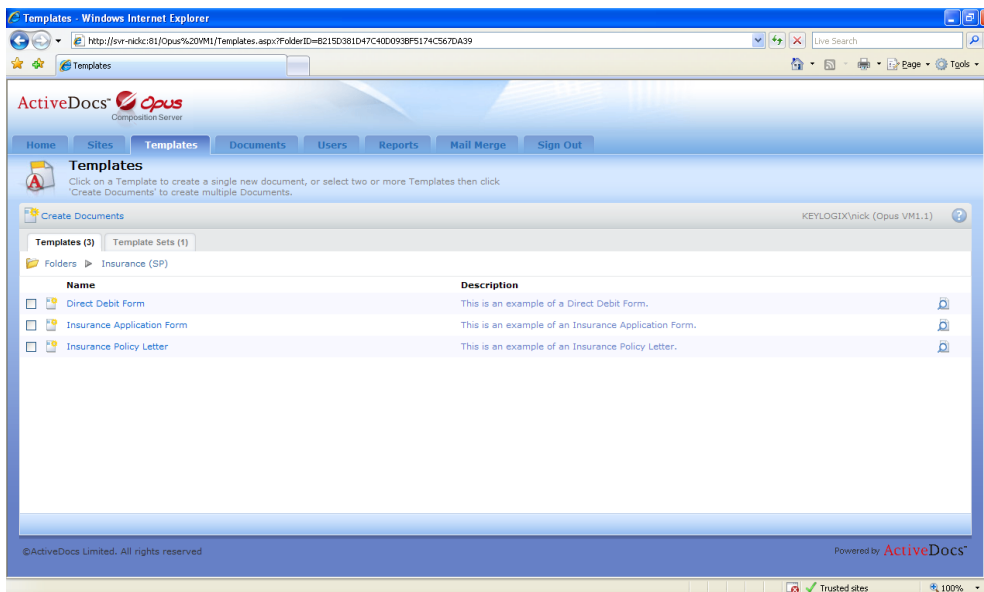 Templates - Windows Internet Explorer
http://svr-nickc:81/Opus%20VM1/Templates.aspx?FolderID=B215D381D47C40D093BF5174C567DA39
Live Search
Templates
Page
Tools
ActiveDocs Opus
Composition Server
Home Sites Templates Documents Users Reports Mail Merge Sign Out
Templates
Click on a Template to create a single new document, or select two or more Templates then click
'Create Documents' to create multiple Documents.
Create Documents
KEYLOGIX\nick (Opus VM1.1)
Templates (3) Template Sets (1)
Folders Insurance (SP)
Name Description
Direct Debit Form This is an example of a Direct Debit Form.
Insurance Application Form This is an example of an Insurance Application Form.
Insurance Policy Letter This is an example of an Insurance Policy Letter.
©ActiveDocs Limited. All rights reserved
Powered by ActiveDocs
Trusted sites
100%